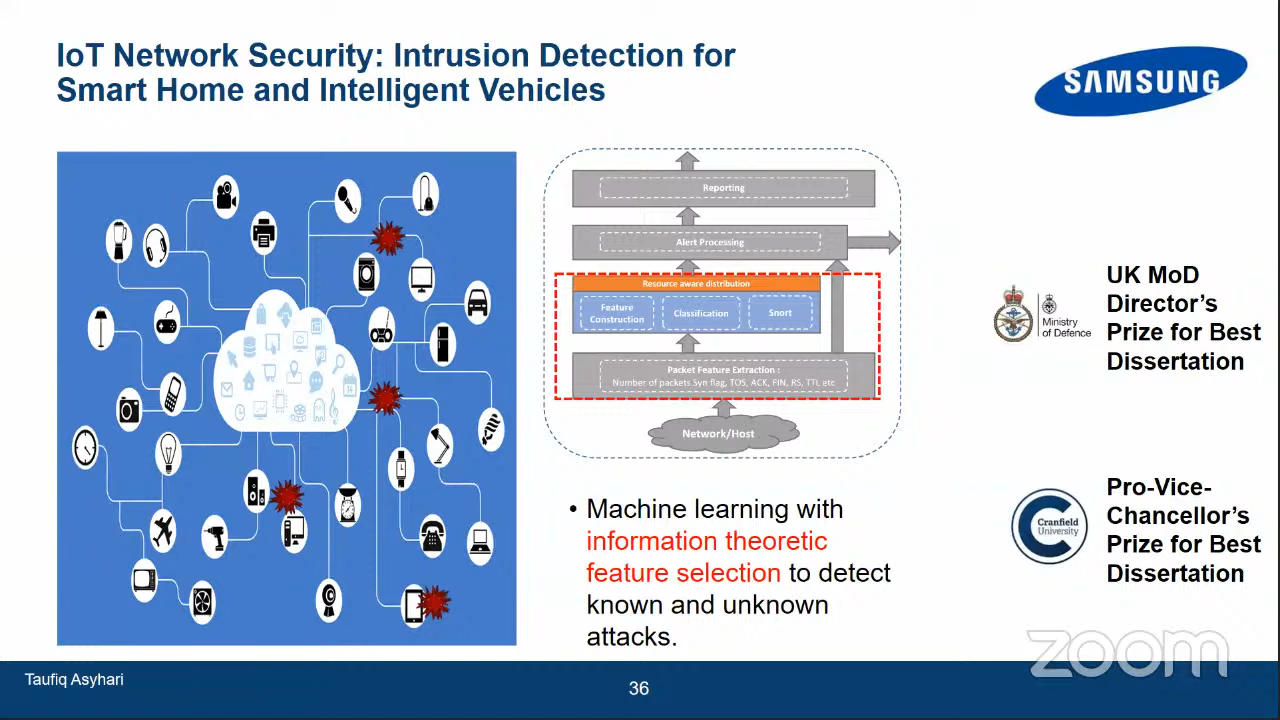 IoT Network Security: Intrusion Detection for
Smart Home and Intelligent Vehicles
SAMSUNG
Reporting
Alert Processing
Resource aware distribution
Feature
Construction
Classification
Snort
Packet Feature Extraction :
Number of packets Syn flag, TOS, ACK, FIN, RS, TTL, etc
Network/Host
• Machine learning with
information theoretic
feature selection to detect
known and unknown
attacks.
Ministry
of Defence
UK MoD
Director's
Prize for Best
Dissertation
Cranfield
University
Pro-Vice-
Chancellor's
Prize for Best
Dissertation
zoom
Taufiq Asyhari
36